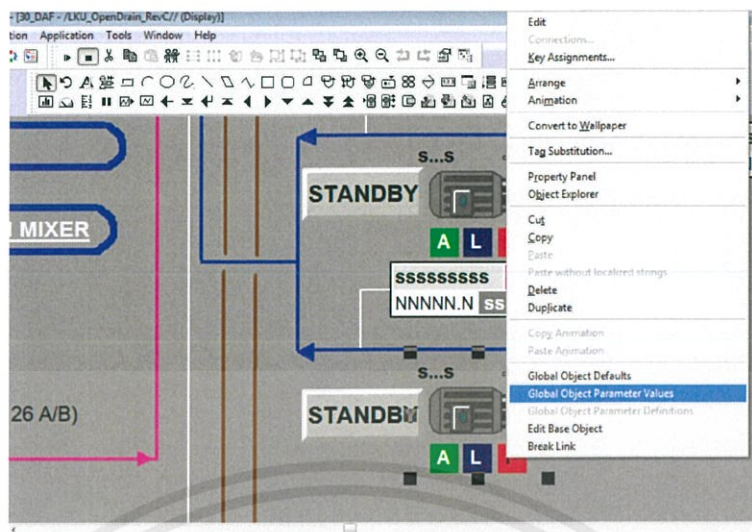 - [30_DAF - /LKU_OpenDrain_RevC// (Display)]
tion Application Tools Window Help
MIXER
26 A/B)
S...S
STANDBY
0
A L
sssssssss
NNNNN.N ss
S...S
STANDBY
0
A L
Edit
Connections...
Key Assignments...
Arrange
Animation
Convert to Wallpaper
Tag Substitution...
Property Panel
Object Explorer
Cut
Copy
Paste
Paste without localized strings
Delete
Duplicate
Copy Animation
Paste Animation
Global Object Defaults
Global Object Parameter Values
Global Object Parameter Definitions
Edit Base Object
Break Link